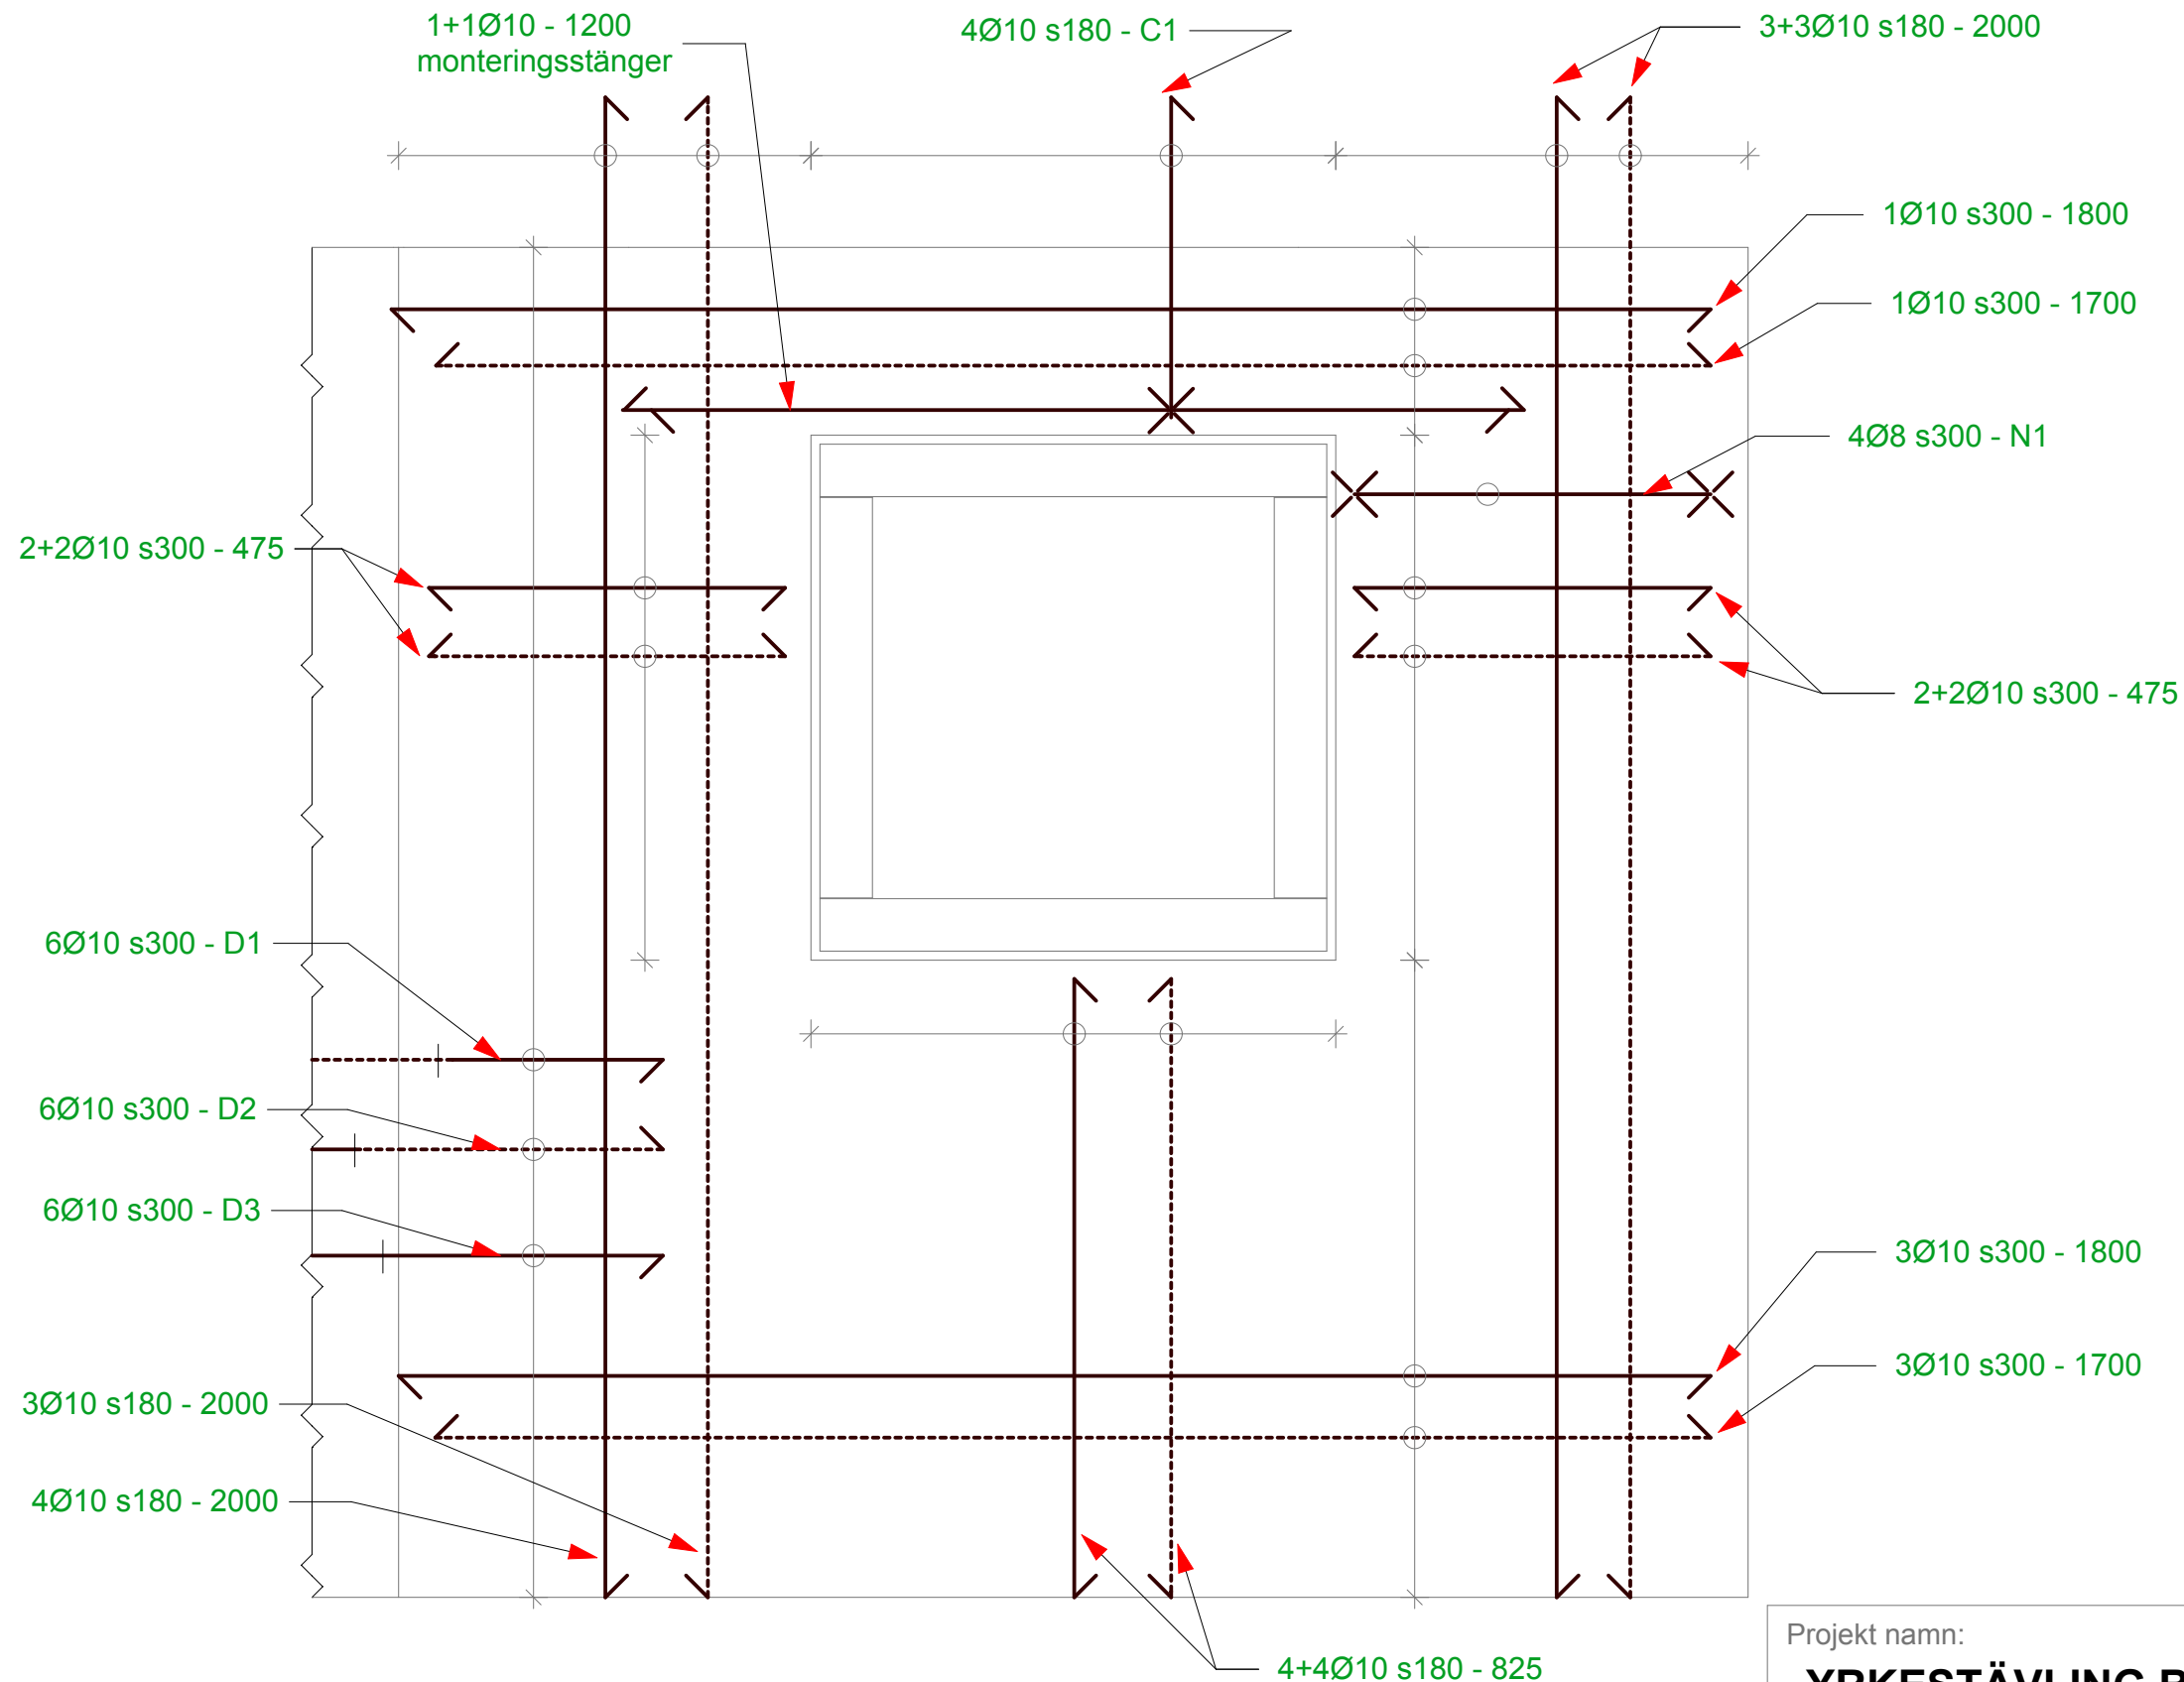 1+1Ø10 - 1200
monteringsstänger
4Ø10 s180 - C1
3+3Ø10 s180 - 2000
1Ø10 s300 - 1800
1Ø10 s300 - 1700
4Ø8 s300 - N1
2+2Ø10 s300 - 475
2+2Ø10 s300 - 475
6Ø10 s300 - D1
6Ø10 s300 - D2
6Ø10 s300 - D3
3Ø10 s300 - 1800
3Ø10 s300 - 1700
3Ø10 s180 - 2000
4Ø10 s180 - 2000
4+4Ø10 s180 - 825
Projekt namn:
YRKESTÄVLING